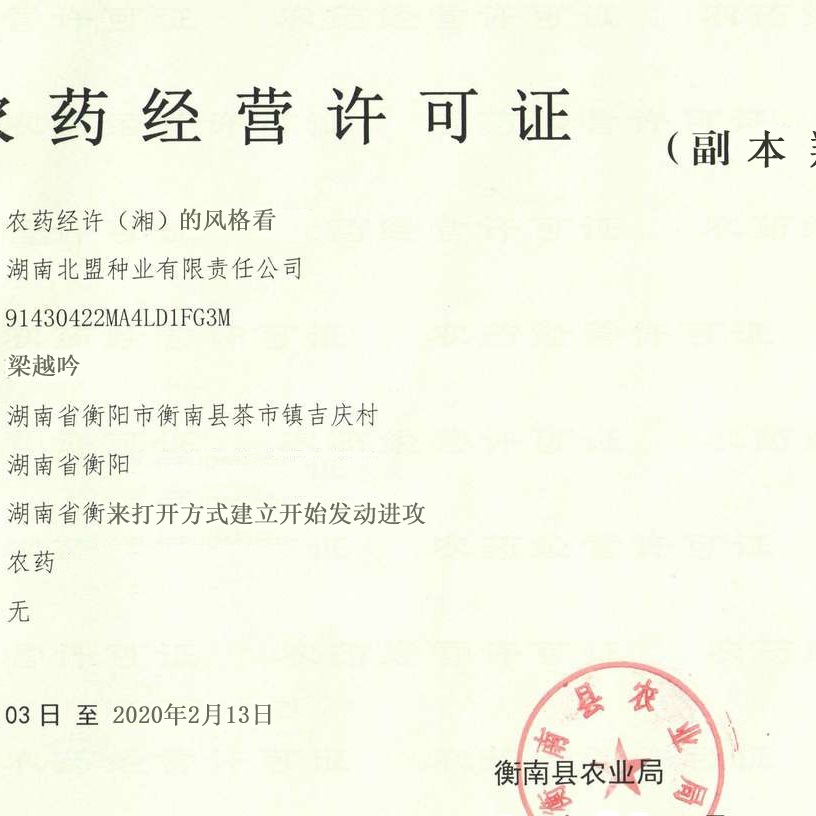 药经营许可证
（副本
农药经许（湘）的风格看
湖南北盟种业有限责任公司
91430422MA4LD1FG3M
梁越吟
湖南省衡阳市衡南县茶市镇吉庆村
湖南省衡阳
湖南省衡来打开方式建立开始发动进攻
农药
无
03日 至 2020年2月13日
衡南县农业局
衡南县农业局